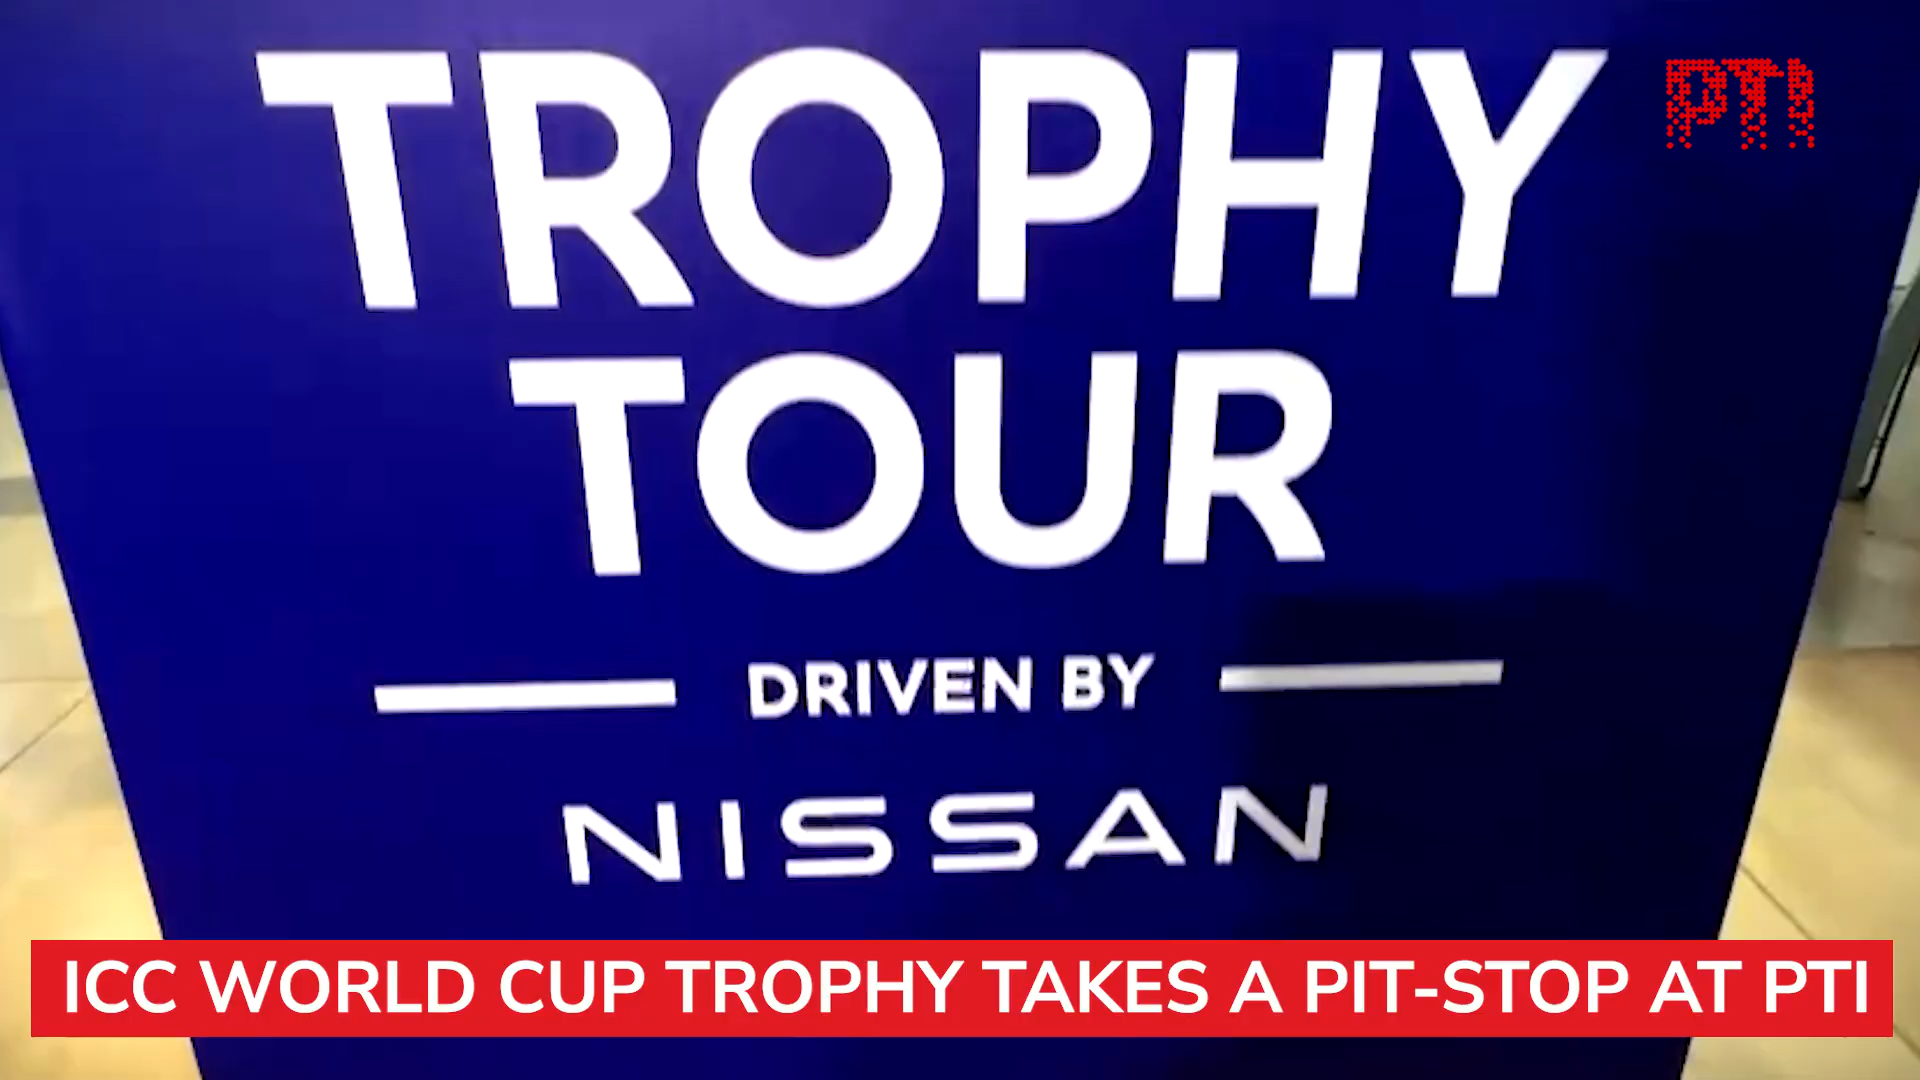 TROPHY
PTI
TOUR
DRIVEN BY
NISSAN
ICC WORLD CUP TROPHY TAKES A PIT-STOP AT PTI